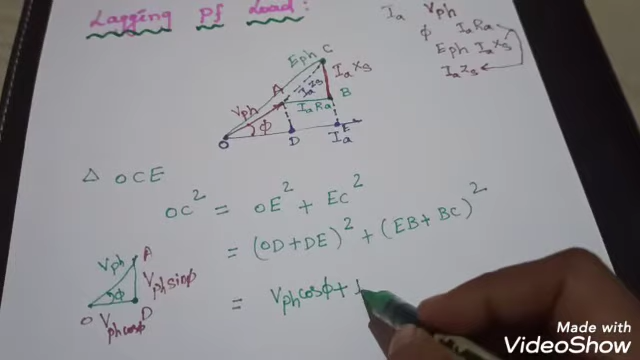 Lagging Pf Load:
Ia Vph
ϕ IaRa
Eph IaXs
IaZs
Eph C
IaXs
A
IaZs
Vph
B
IaRa
ϕ
O D E
Ia
Δ OCE
OC² = OE² + EC²
= (OD + DE)² + (EB + BC)²
Vph A
Vph sinϕ
ϕ
O D
Vph cosϕ
= Vph cosϕ +
Made with
VideoShow